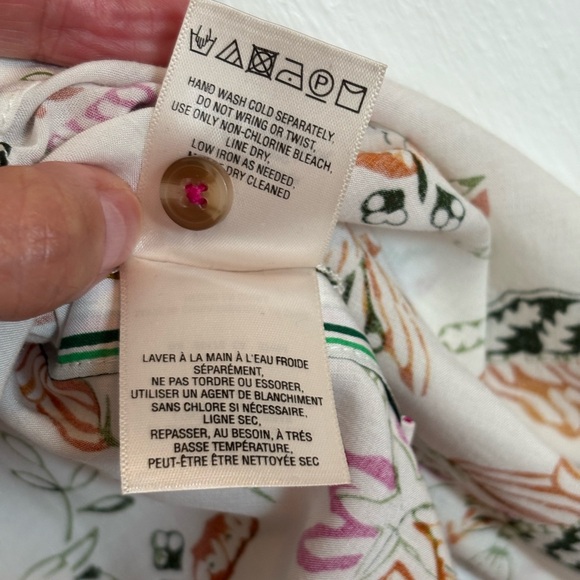 P
HAND WASH COLD SEPARATELY.
DO NOT WRING OR TWIST.
USE ONLY NON-CHLORINE BLEACH.
LINE DRY.
LOW IRON AS NEEDED.
DRY CLEANED
LAVER À LA MAIN À L'EAU FROIDE
SÉPARÉMENT,
NE PAS TORDRE OU ESSORER,
UTILISER UN AGENT DE BLANCHIMENT
SANS CHLORE SI NÉCESSAIRE,
LIGNE SEC,
REPASSER, AU BESOIN, À TRÉS
BASSE TEMPÉRATURE,
PEUT-ÊTRE ÊTRE NETTOYÉE SEC